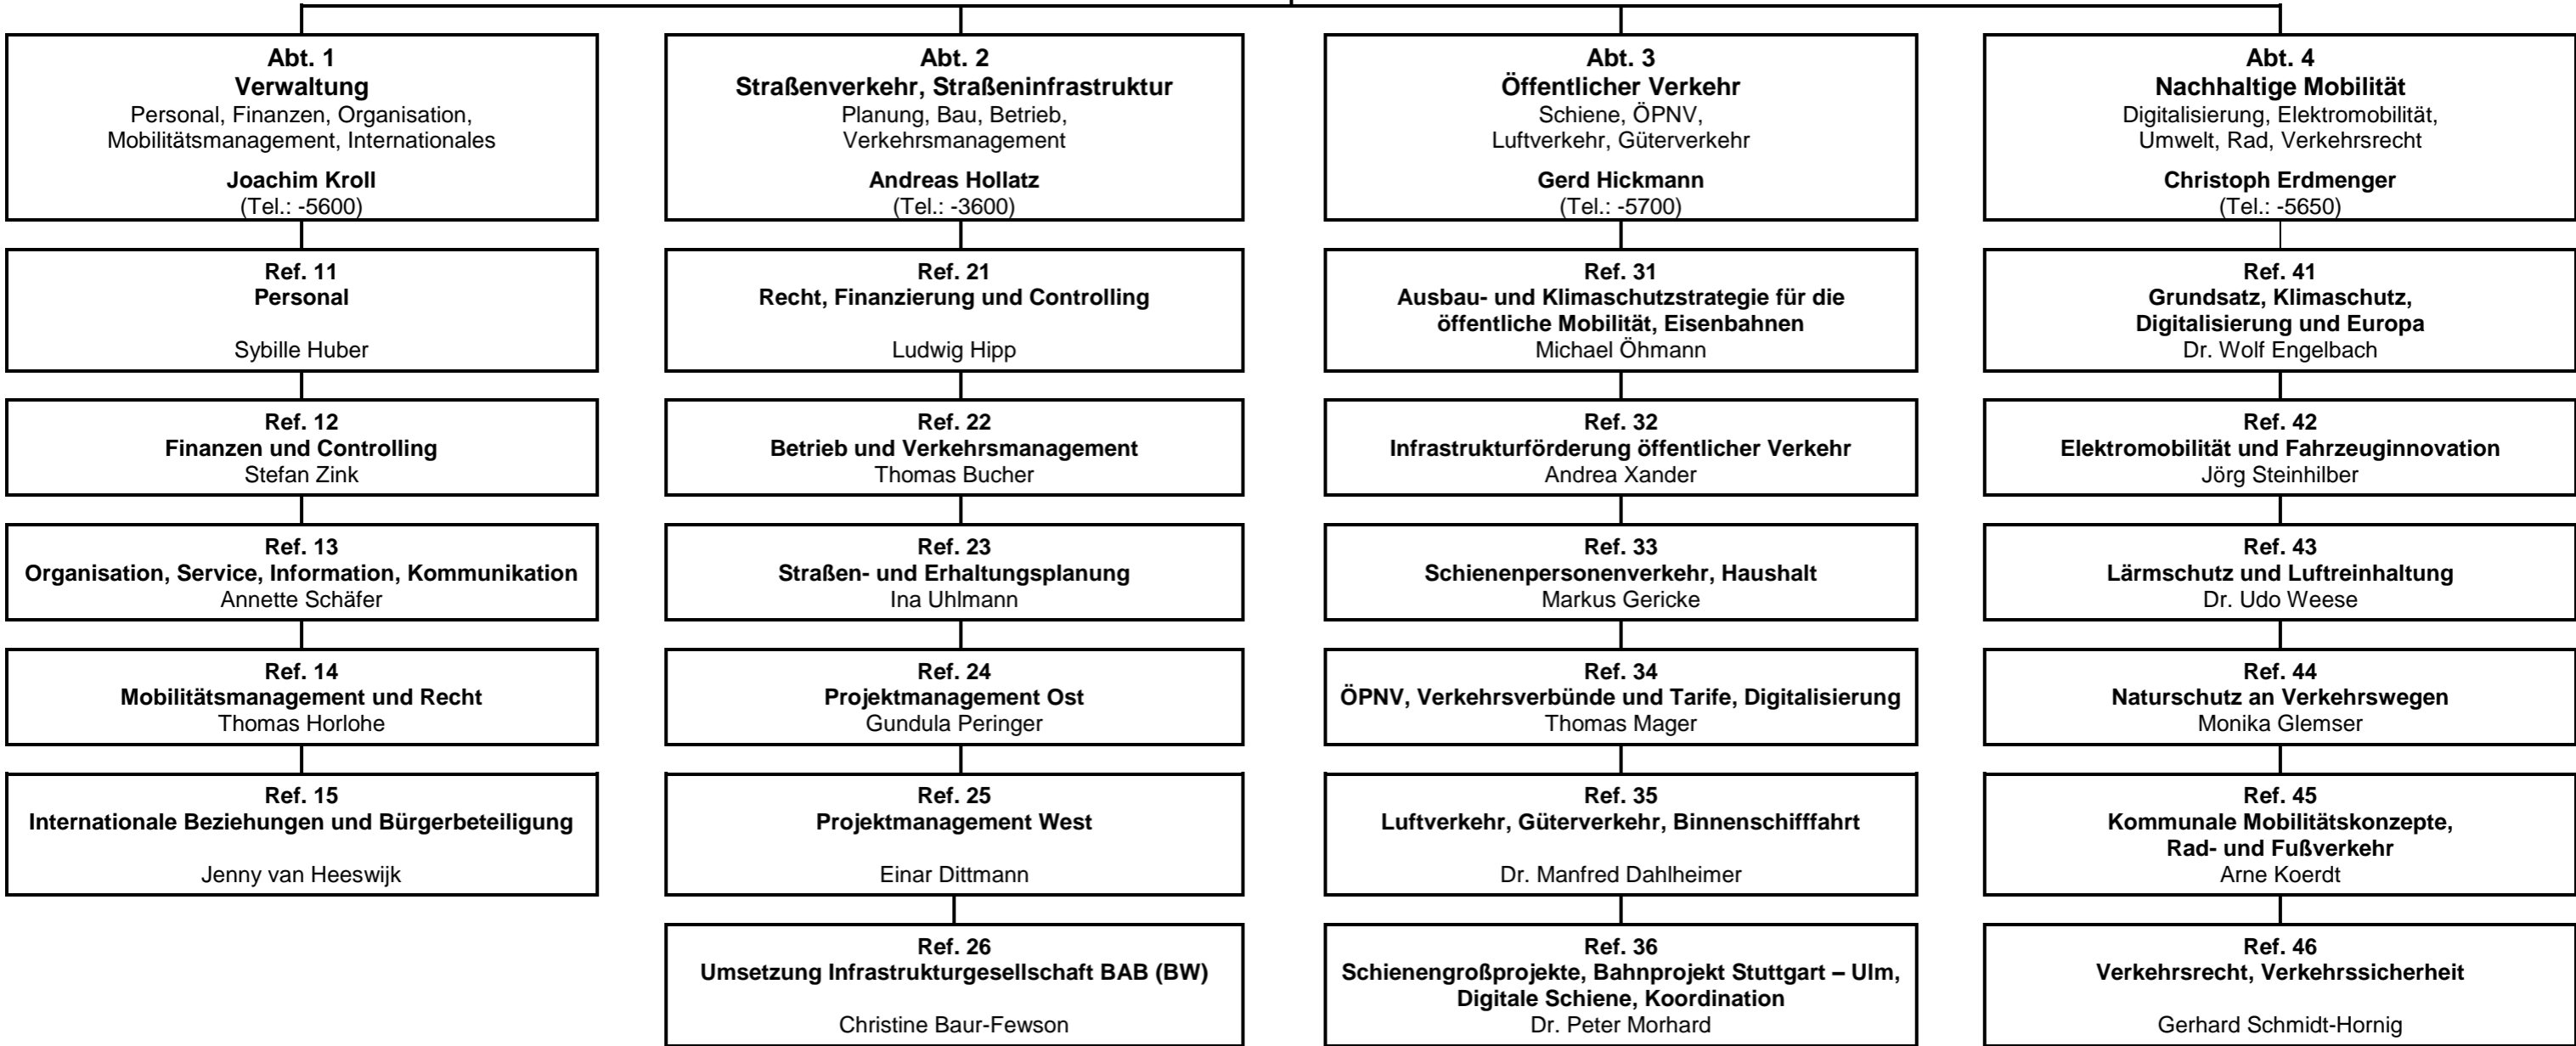 Abt. 1
Verwaltung
Personal, Finanzen, Organisation,
Mobilitätsmanagement, Internationales
Joachim Kroll
(Tel.: -5600)
Ref. 11
Personal
Sybille Huber
Ref. 12
Finanzen und Controlling
Stefan Zink
Ref. 13
Organisation, Service, Information, Kommunikation
Annette Schäfer
Ref. 14
Mobilitätsmanagement und Recht
Thomas Horlohe
Ref. 15
Internationale Beziehungen und Bürgerbeteiligung
Jenny van Heeswijk
Abt. 2
Straßenverkehr, Straßeninfrastruktur
Planung, Bau, Betrieb,
Verkehrsmanagement
Andreas Hollatz
(Tel.: -3600)
Ref. 21
Recht, Finanzierung und Controlling
Ludwig Hipp
Ref. 22
Betrieb und Verkehrsmanagement
Thomas Bucher
Ref. 23
Straßen- und Erhaltungsplanung
Ina Uhlmann
Ref. 24
Projektmanagement Ost
Gundula Peringer
Ref. 25
Projektmanagement West
Einar Dittmann
Ref. 26
Umsetzung Infrastrukturgesellschaft BAB (BW)
Christine Baur-Fewson
Abt. 3
Öffentlicher Verkehr
Schiene, ÖPNV,
Luftverkehr, Güterverkehr
Gerd Hickmann
(Tel.: -5700)
Ref. 31
Ausbau- und Klimaschutzstrategie für die
öffentliche Mobilität, Eisenbahnen
Michael Öhmann
Ref. 32
Infrastrukturförderung öffentlicher Verkehr
Andrea Xander
Ref. 33
Schienenpersonenverkehr, Haushalt
Markus Gericke
Ref. 34
ÖPNV, Verkehrsverbünde und Tarife, Digitalisierung
Thomas Mager
Ref. 35
Luftverkehr, Güterverkehr, Binnenschifffahrt
Dr. Manfred Dahlheimer
Ref. 36
Schienengroßprojekte, Bahnprojekt Stuttgart – Ulm,
Digitale Schiene, Koordination
Dr. Peter Morhard
Abt. 4
Nachhaltige Mobilität
Digitalisierung, Elektromobilität,
Umwelt, Rad, Verkehrsrecht
Christoph Erdmenger
(Tel.: -5650)
Ref. 41
Grundsatz, Klimaschutz,
Digitalisierung und Europa
Dr. Wolf Engelbach
Ref. 42
Elektromobilität und Fahrzeuginnovation
Jörg Steinhilber
Ref. 43
Lärmschutz und Luftreinhaltung
Dr. Udo Weese
Ref. 44
Naturschutz an Verkehrswegen
Monika Glemser
Ref. 45
Kommunale Mobilitätskonzepte,
Rad- und Fußverkehr
Arne Koerdt
Ref. 46
Verkehrsrecht, Verkehrssicherheit
Gerhard Schmidt-Hornig